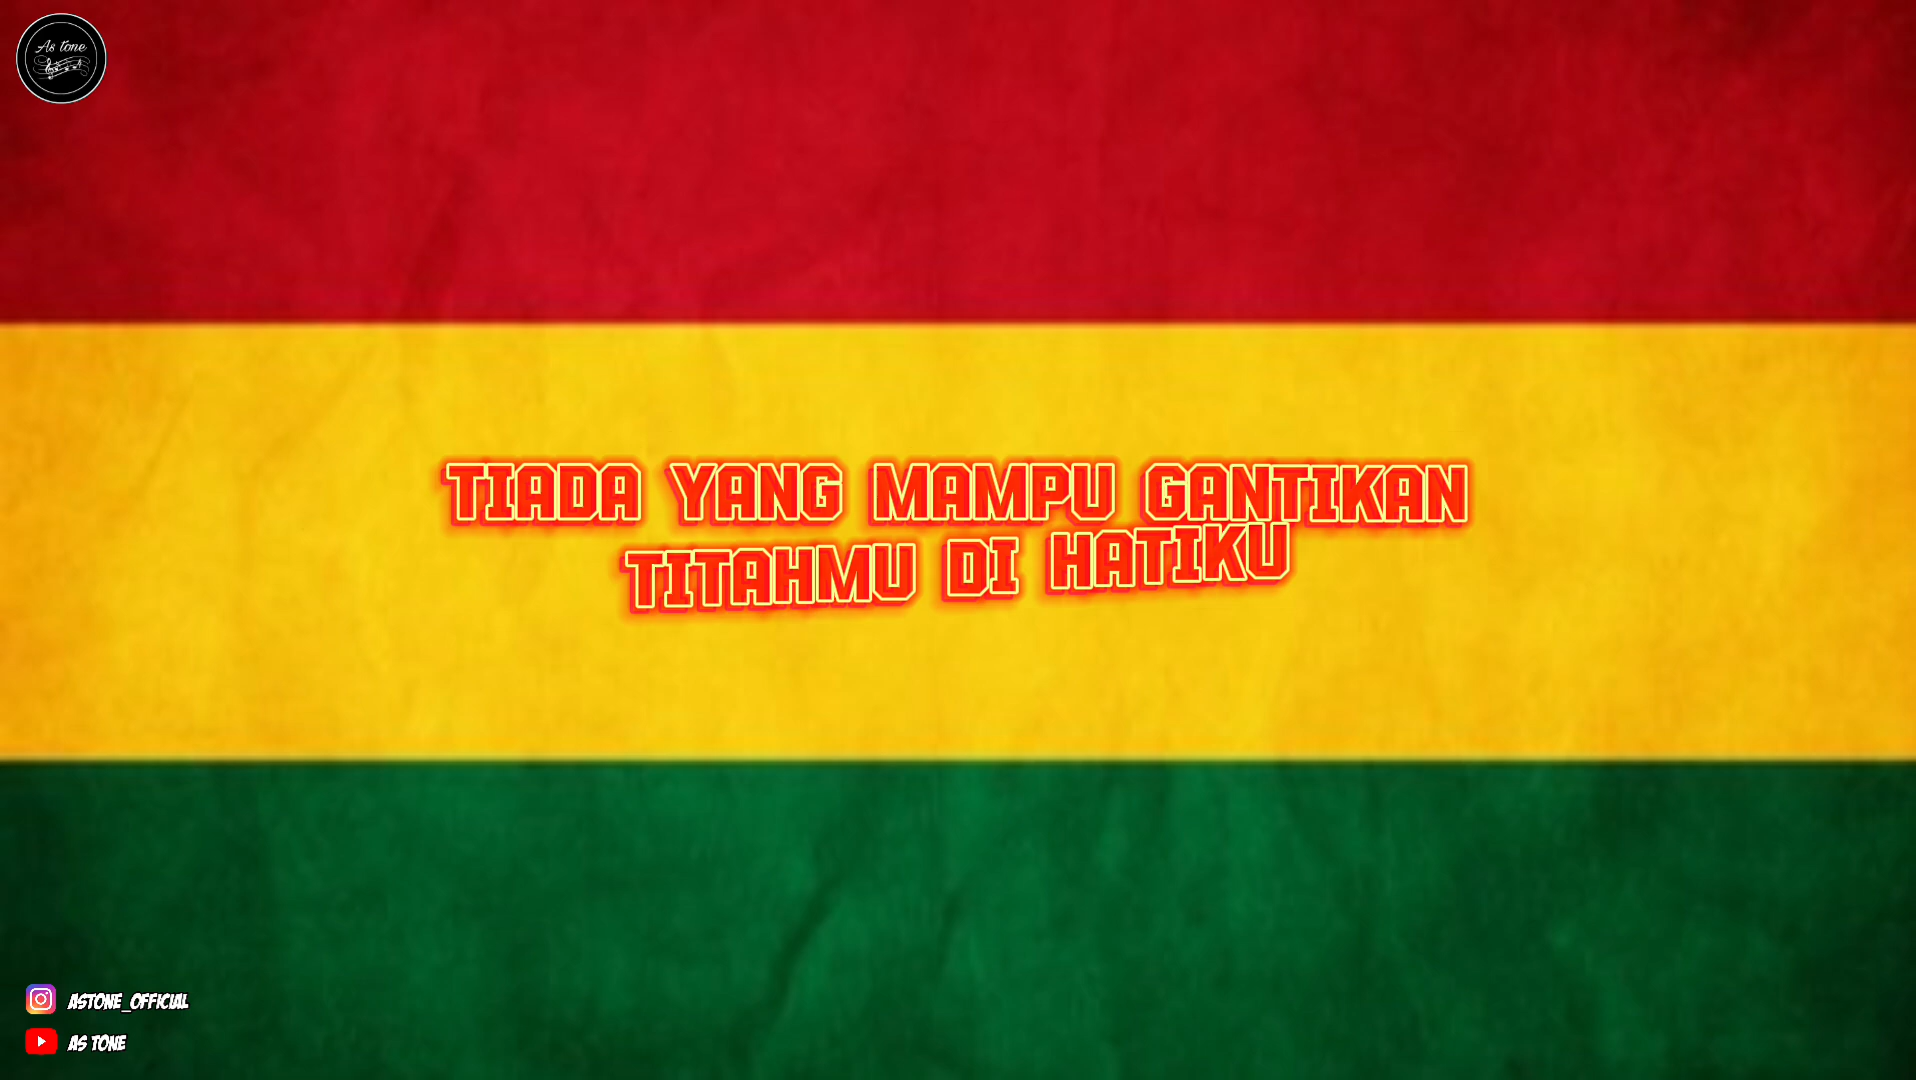 As tone
TIADA YANG MAMPU GANTIKAN
TITAHMU DI HATIKU
ASTONE_OFFICIAL
AS TONE